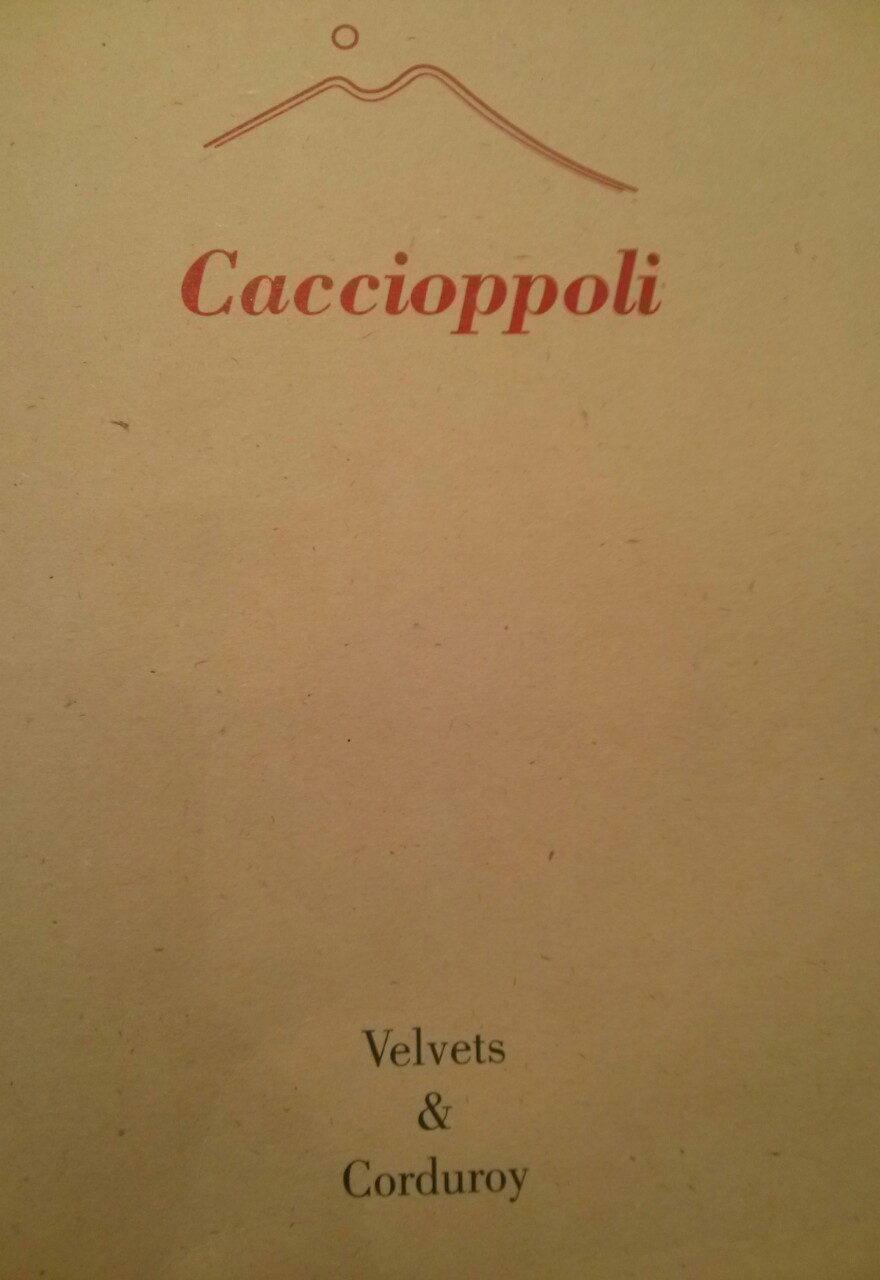 Caccioppoli
Velvets
&
Corduroy